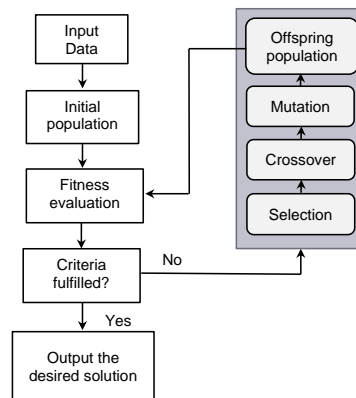 Input
Data
Initial
population
Fitness
evaluation
Criteria
fulfilled?
No
Yes
Output the
desired solution
Offspring
population
Mutation
Crossover
Selection